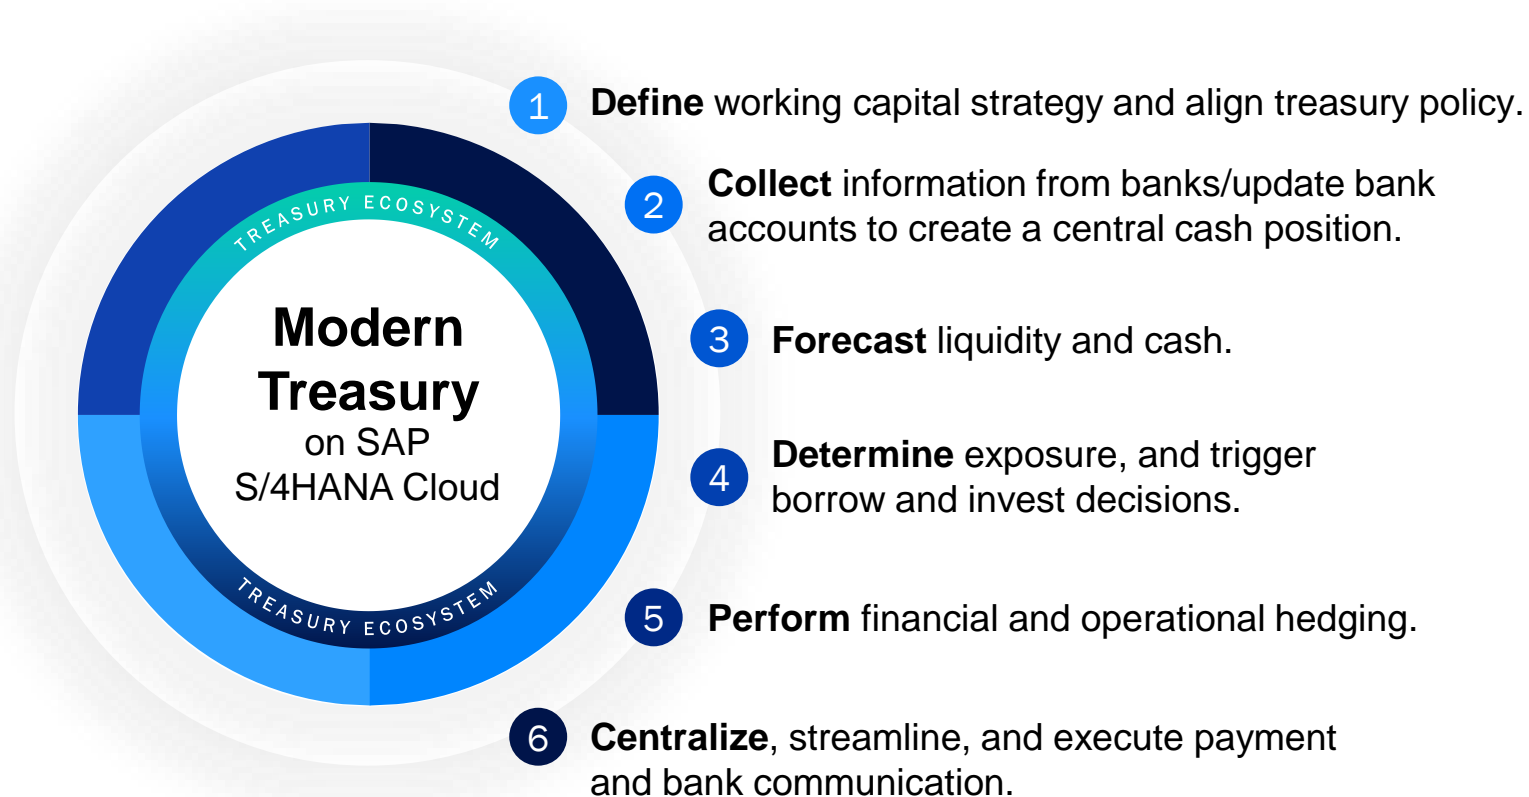 TREASURY ECOSYSTEM
Modern
Treasury
on SAP
S/4HANA Cloud
TREASURY ECOSYSTEM
1
Define working capital strategy and align treasury policy.
2
Collect information from banks/update bank
accounts to create a central cash position.
3
Forecast liquidity and cash.
4
Determine exposure, and trigger
borrow and invest decisions.
5
Perform financial and operational hedging.
6
Centralize, streamline, and execute payment
and bank communication.